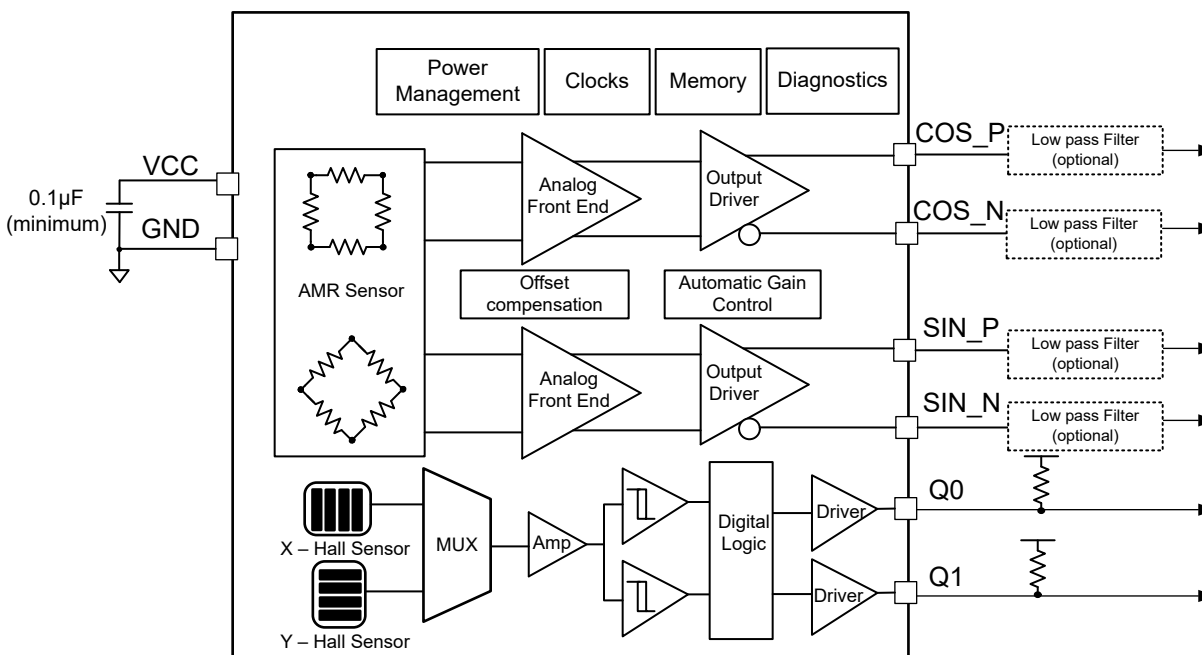 Power
Management
Clocks
Memory
Diagnostics
COS_P
Low pass Filter
(optional)
VCC
0.1µF
(minimum)
GND
Analog
Front End
Output
Driver
COS_N
Low pass Filter
(optional)
AMR Sensor
Offset
compensation
Automatic Gain
Control
SIN_P
Low pass Filter
(optional)
Analog
Front End
Output
Driver
SIN_N
Low pass Filter
(optional)
X – Hall Sensor
MUX
Amp
Digital
Logic
Driver
Q0
Y – Hall Sensor
Driver
Q1